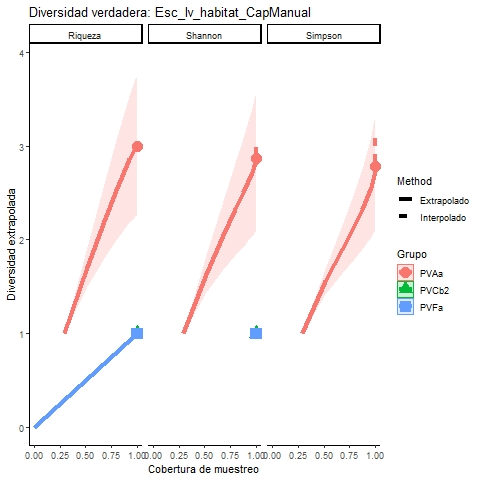 Diversidad verdadera: Esc_lv_habitat_CapManual
Riqueza
Shannon
Simpson
4
3
2
1
0
Diversidad extrapolada
0.00 0.25 0.50 0.75 1.00
0.00 0.25 0.50 0.75 1.00
0.00 0.25 0.50 0.75 1.00
Cobertura de muestreo
Method
Extrapolado
Interpolado
Grupo
PVAa
PVCb2
PVFa